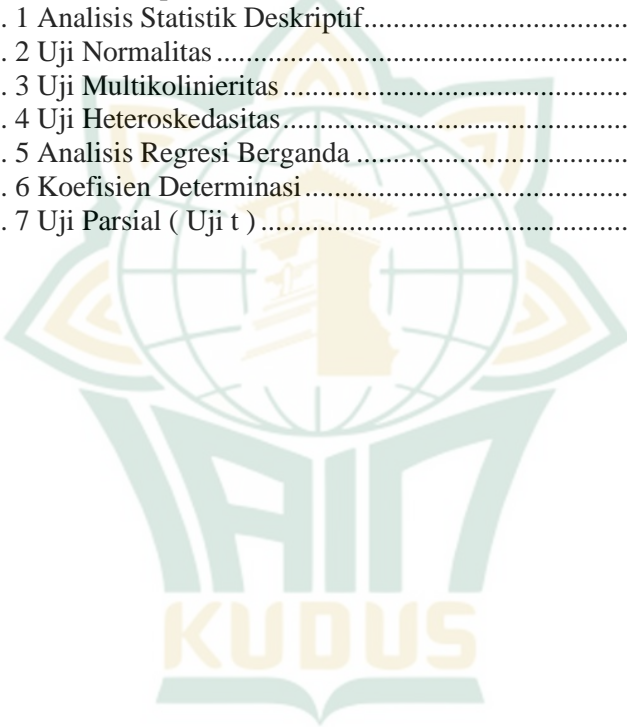 . 1 Analisis Statistik Deskriptif.......................................
. 2 Uji Normalitas................................................................
. 3 Uji Multikolinieritas......................................................
. 4 Uji Heteroskedasitas......................................................
. 5 Analisis Regresi Berganda............................................
. 6 Koefisien Determinasi...................................................
. 7 Uji Parsial ( Uji t )..........................................................
IAIN
KUDUS